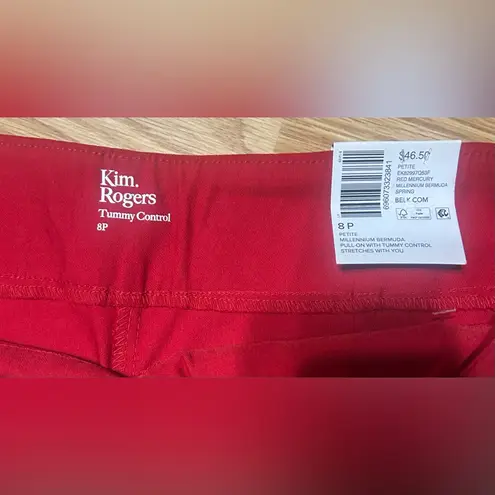 Kim.
Rogers
Tummy Control
8P
$46.50
PETITE
RED MERCURY
MILLENNIUM BERMUDA
SPRING
BELK.COM
696073323841
8 P
PETITE
MILLENNIUM BERMUDA
PULL-ON WITH TUMMY CONTROL
STRETCHES WITH YOU.